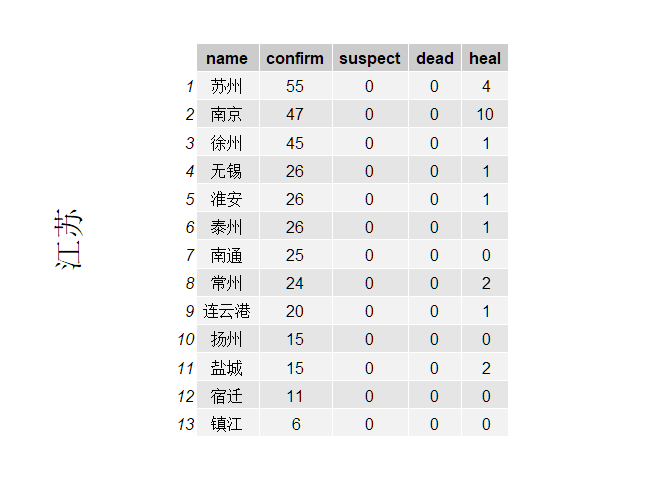 江苏
name confirm suspect dead heal
1 苏州 55 0 0 4
2 南京 47 0 0 10
3 徐州 45 0 0 1
4 无锡 26 0 0 1
5 淮安 26 0 0 1
6 泰州 26 0 0 1
7 南通 25 0 0 0
8 常州 24 0 0 2
9 连云港 20 0 0 1
10 扬州 15 0 0 0
11 盐城 15 0 0 2
12 宿迁 11 0 0 0
13 镇江 6 0 0 0